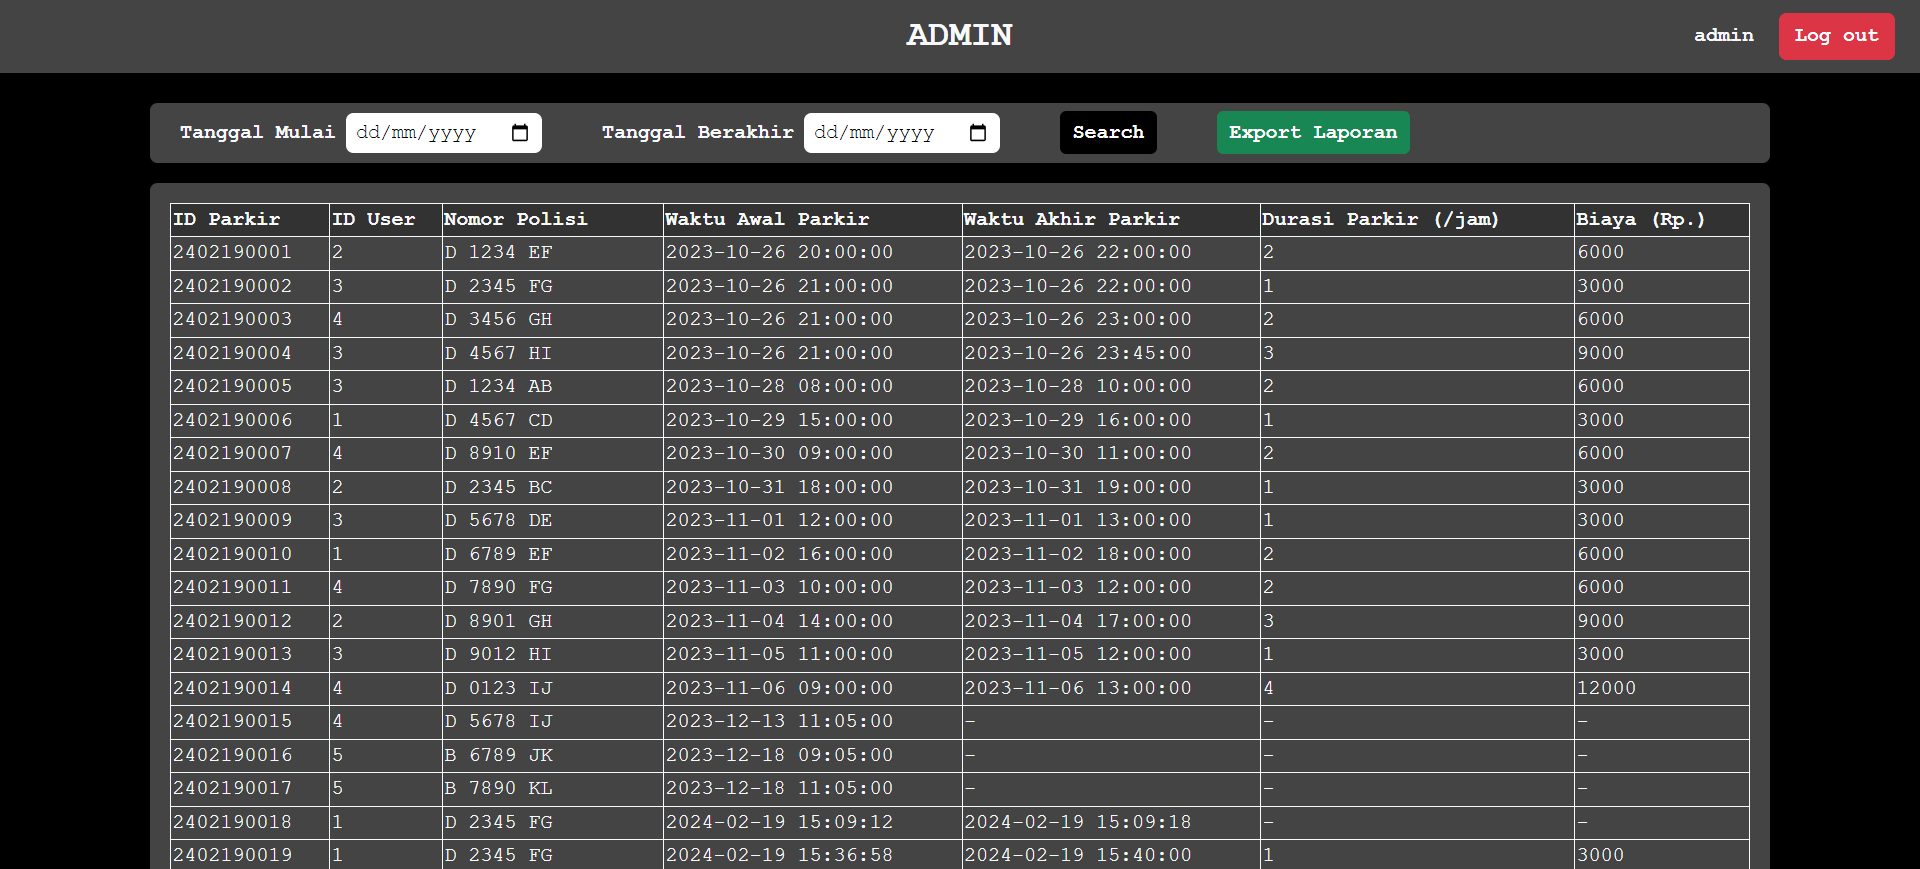 ADMIN
admin
Log out
Tanggal Mulai dd/mm/yyyy Tanggal Berakhir dd/mm/yyyy Search Export Laporan
ID Parkir ID User Nomor Polisi Waktu Awal Parkir Waktu Akhir Parkir Durasi Parkir (/jam) Biaya (Rp.)
2402190001 2 D 1234 EF 2023-10-26 20:00:00 2023-10-26 22:00:00 2 6000
2402190002 3 D 2345 FG 2023-10-26 21:00:00 2023-10-26 22:00:00 1 3000
2402190003 4 D 3456 GH 2023-10-26 21:00:00 2023-10-26 23:00:00 2 6000
2402190004 3 D 4567 HI 2023-10-26 21:00:00 2023-10-26 23:45:00 3 9000
2402190005 3 D 1234 AB 2023-10-28 08:00:00 2023-10-28 10:00:00 2 6000
2402190006 1 D 4567 CD 2023-10-29 15:00:00 2023-10-29 16:00:00 1 3000
2402190007 4 D 8910 EF 2023-10-30 09:00:00 2023-10-30 11:00:00 2 6000
2402190008 2 D 2345 BC 2023-10-31 18:00:00 2023-10-31 19:00:00 1 3000
2402190009 3 D 5678 DE 2023-11-01 12:00:00 2023-11-01 13:00:00 1 3000
2402190010 1 D 6789 EF 2023-11-02 16:00:00 2023-11-02 18:00:00 2 6000
2402190011 4 D 7890 FG 2023-11-03 10:00:00 2023-11-03 12:00:00 2 6000
2402190012 2 D 8901 GH 2023-11-04 14:00:00 2023-11-04 17:00:00 3 9000
2402190013 3 D 9012 HI 2023-11-05 11:00:00 2023-11-05 12:00:00 1 3000
2402190014 4 D 0123 IJ 2023-11-06 09:00:00 2023-11-06 13:00:00 4 12000
2402190015 4 D 5678 IJ 2023-12-13 11:05:00 - - -
2402190016 5 B 6789 JK 2023-12-18 09:05:00 - - -
2402190017 5 B 7890 KL 2023-12-18 11:05:00 - - -
2402190018 1 D 2345 FG 2024-02-19 15:09:12 2024-02-19 15:09:18 - -
2402190019 1 D 2345 FG 2024-02-19 15:36:58 2024-02-19 15:40:00 1 3000